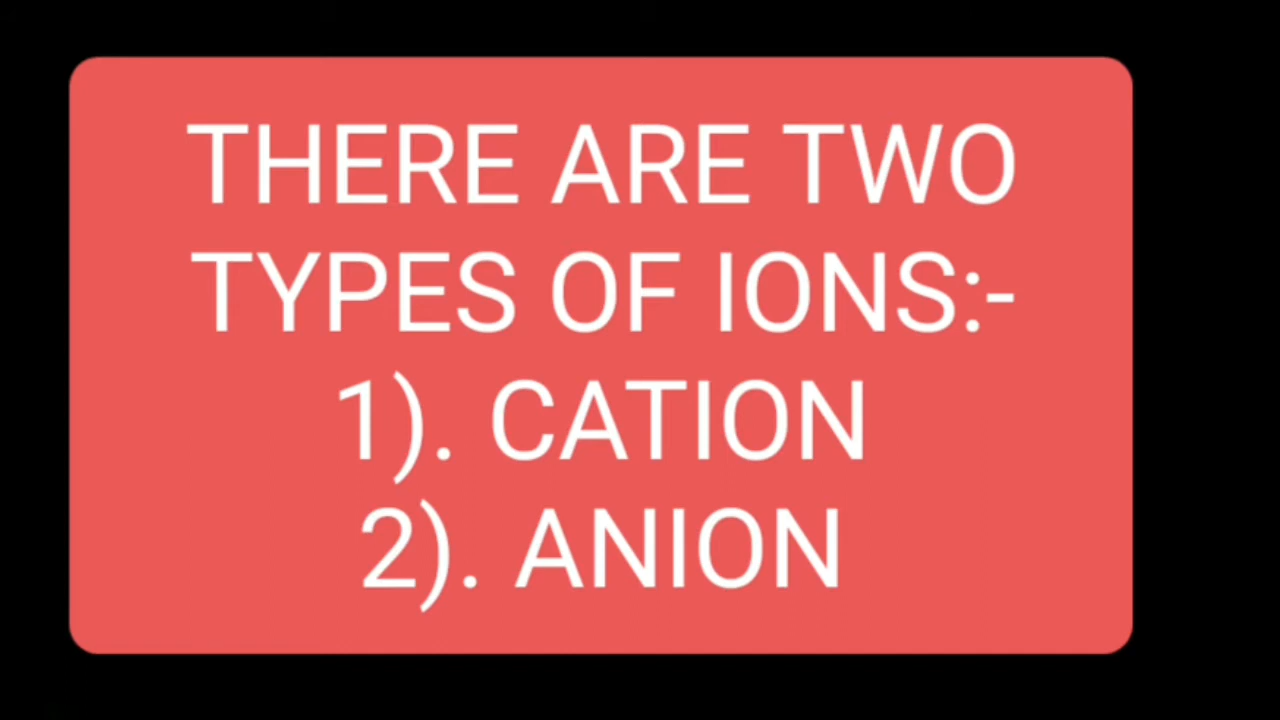 THERE ARE TWO
TYPES OF IONS:-
1). CATION
2). ANION